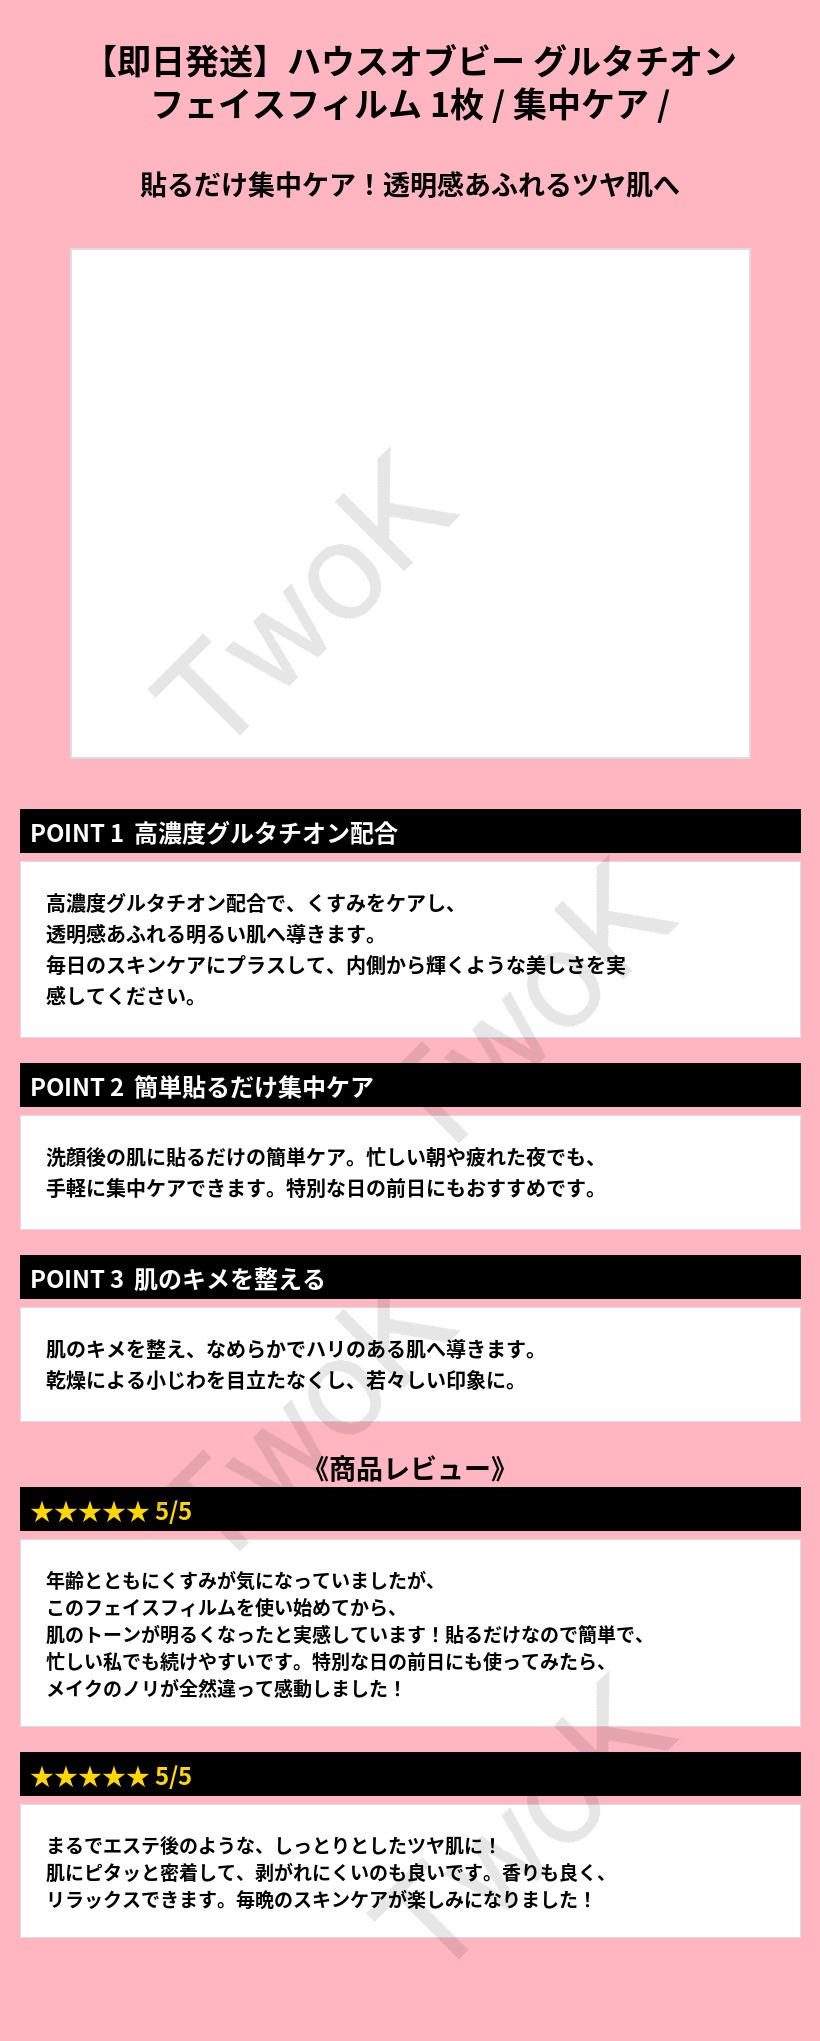 【即日発送】ハウスオブビー グルタチオン
フェイスフィルム 1枚 / 集中ケア /
貼るだけ集中ケア！透明感あふれるツヤ肌へ
TwoK
POINT 1 高濃度グルタチオン配合
高濃度グルタチオン配合で、くすみをケアし、
透明感あふれる明るい肌へ導きます。
毎日のスキンケアにプラスして、内側から輝くような美しさを実
感してください。
TwoK
POINT 2 簡単貼るだけ集中ケア
洗顔後の肌に貼るだけの簡単ケア。忙しい朝や疲れた夜でも、
手軽に集中ケアできます。特別な日の前日にもおすすめです。
POINT 3 肌のキメを整える
肌のキメを整え、なめらかでハリのある肌へ導きます。
乾燥による小じわを目立たなくし、若々しい印象に。
TwoK
《商品レビュー》
★★★★★ 5/5
年齢とともにくすみが気になっていましたが、
このフェイスフィルムを使い始めてから、
肌のトーンが明るくなったと実感しています！貼るだけなので簡単で、
忙しい私でも続けやすいです。特別な日の前日にも使ってみたら、
メイクのノリが全然違って感動しました！
★★★★★ 5/5
まるでエステ後のような、しっとりとしたツヤ肌に！
肌にピタッと密着して、剥がれにくいのも良いです。香りも良く、
リラックスできます。毎晩のスキンケアが楽しみになりました！
TwoK